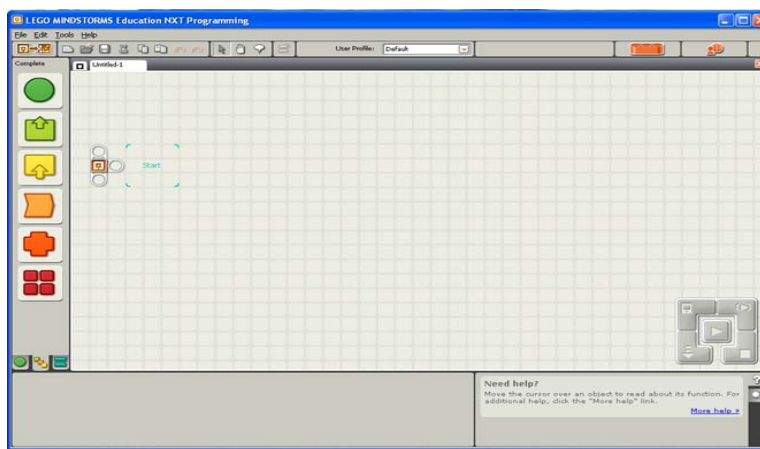 LEGO MINDSTORMS Education NXT Programming
File Edit Tools Help
User Profile: Default
Complete
Untitled-1
Start
Need help?
Move the cursor over an object to read about its function. For
additional help, click the "More help" link.
More help »